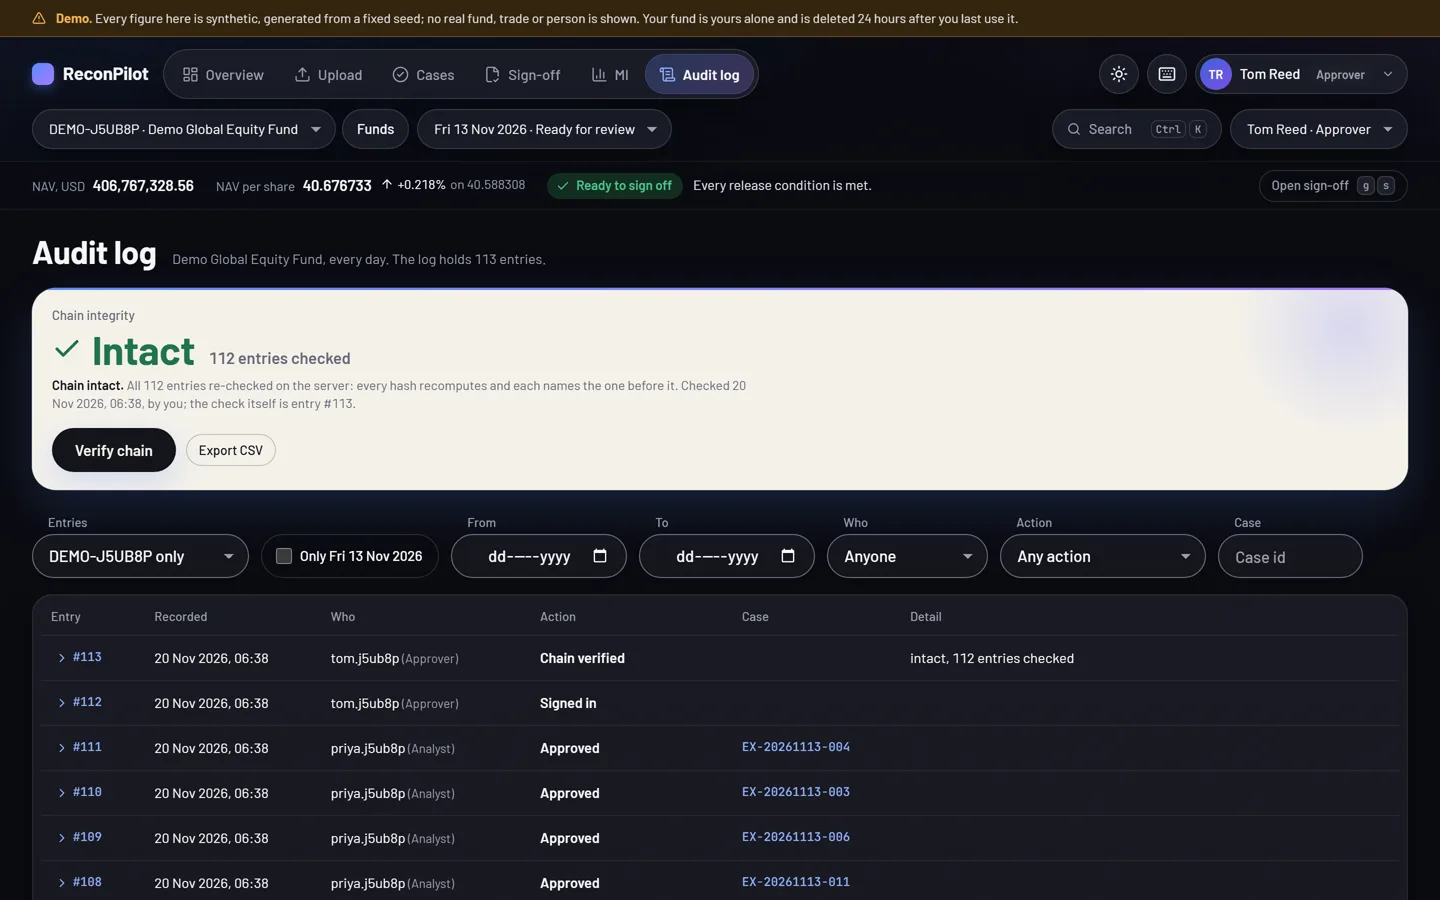 Demo. Every figure here is synthetic, generated from a fixed seed; no real fund, trade or person is shown. Your fund is yours alone and is deleted 24 hours after you last use it.
ReconPilot
Overview
Upload
Cases
Sign-off
MI
Audit log
TR Tom Reed Approver
DEMO-J5UB8P · Demo Global Equity Fund
Funds
Fri 13 Nov 2026 · Ready for review
Search Ctrl K
Tom Reed · Approver
NAV, USD 406,767,328.56 NAV per share 40.676733 ↑ +0.218% on 40.588308 Ready to sign off Every release condition is met. Open sign-off g s
Audit log Demo Global Equity Fund, every day. The log holds 113 entries.
Chain integrity
Intact 112 entries checked
Chain intact. All 112 entries re-checked on the server: every hash recomputes and each names the one before it. Checked 20
Nov 2026, 06:38, by you; the check itself is entry #113.
Verify chain Export CSV
Entries From To Who Action Case
DEMO-J5UB8P only Only Fri 13 Nov 2026 dd-----yyyy dd-----yyyy Anyone Any action Case id
Entry Recorded Who Action Case Detail
#113 20 Nov 2026, 06:38 tom.j5ub8p (Approver) Chain verified intact, 112 entries checked
#112 20 Nov 2026, 06:38 tom.j5ub8p (Approver) Signed in
#111 20 Nov 2026, 06:38 priya.j5ub8p (Analyst) Approved EX-20261113-004
#110 20 Nov 2026, 06:38 priya.j5ub8p (Analyst) Approved EX-20261113-003
#109 20 Nov 2026, 06:38 priya.j5ub8p (Analyst) Approved EX-20261113-006
#108 20 Nov 2026, 06:38 priya.j5ub8p (Analyst) Approved EX-20261113-011